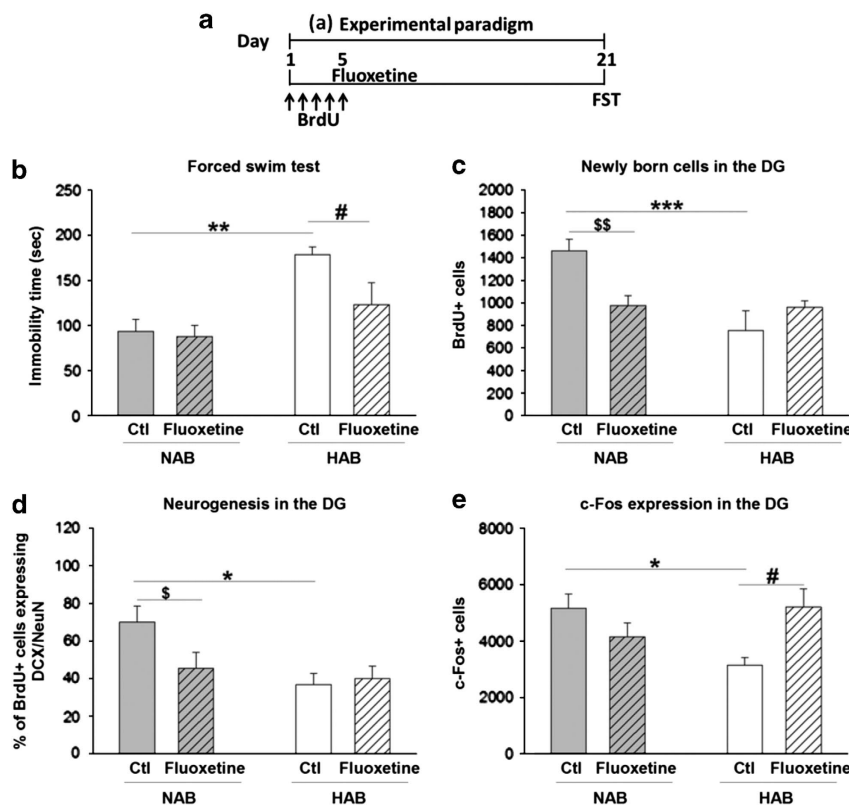 a
(a) Experimental paradigm
Day
1 5 21
Fluoxetine
BrdU
FST
b
Forced swim test
Immobility time (sec)
250
200
150
100
50
0
**
#
Ctl Fluoxetine Ctl Fluoxetine
NAB HAB
c
Newly born cells in the DG
BrdU+ cells
2000
1800
1600
1400
1200
1000
800
600
400
200
0
***
$$
Ctl Fluoxetine Ctl Fluoxetine
NAB HAB
d
Neurogenesis in the DG
% of BrdU+ cells expressing
DCX/NeuN
120
100
80
60
40
20
0
*
$
Ctl Fluoxetine Ctl Fluoxetine
NAB HAB
e
c-Fos expression in the DG
c-Fos+ cells
8000
6000
4000
2000
0
*
#
Ctl Fluoxetine Ctl Fluoxetine
NAB HAB